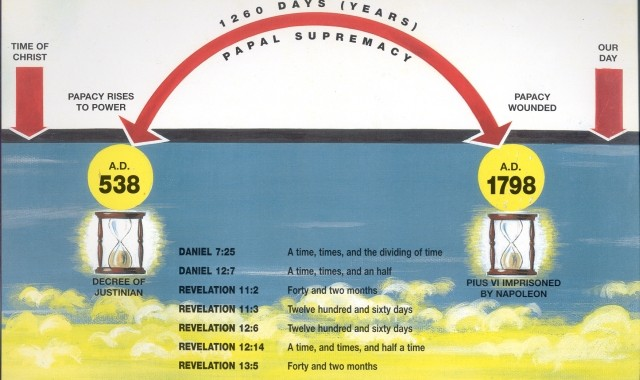 1260 DAYS (YEARS)
PAPAL SUPREMACY
TIME OF
CHRIST
OUR
DAY
PAPACY RISES
TO POWER
PAPACY
WOUNDED
A.D.
538
A.D.
1798
DECREE OF
JUSTINIAN
PIUS VI IMPRISONED
BY NAPOLEON
DANIEL 7:25 A time, times, and the dividing of time
DANIEL 12:7 A time, times, and an half
REVELATION 11:2 Forty and two months
REVELATION 11:3 Twelve hundred and sixty days
REVELATION 12:6 Twelve hundred and sixty days
REVELATION 12:14 A time, and times, and half a time
REVELATION 13:5 Forty and two months